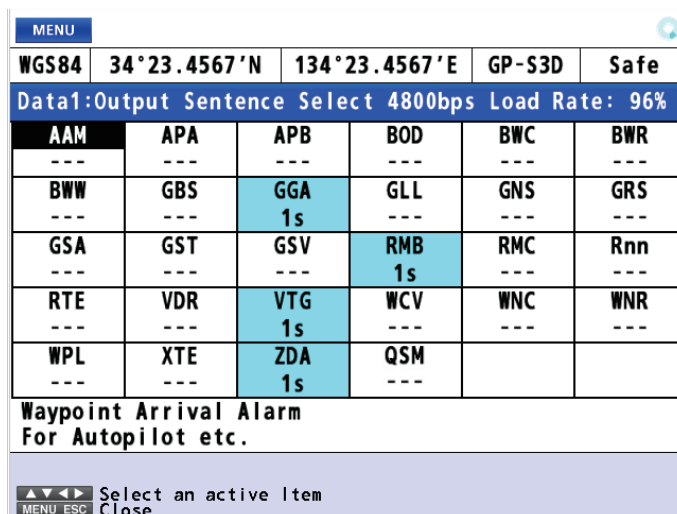 MENU
WGS84 34°23.4567'N 134°23.4567'E GP-S3D Safe
Data1:Output Sentence Select 4800bps Load Rate: 96%
AAM APA APB BOD BWC BWR
--- --- --- --- --- ---
BWW GBS GGA GLL GNS GRS
--- --- 1s --- --- ---
GSA GST GSV RMB RMC Rnn
--- --- --- 1s --- ---
RTE VDR VTG WCV WNC WNR
--- --- 1s --- --- ---
WPL XTE ZDA QSM
--- --- 1s ---
Waypoint Arrival Alarm
For Autopilot etc.
▲▼◀▶ Select an active Item
MENU ESC Close